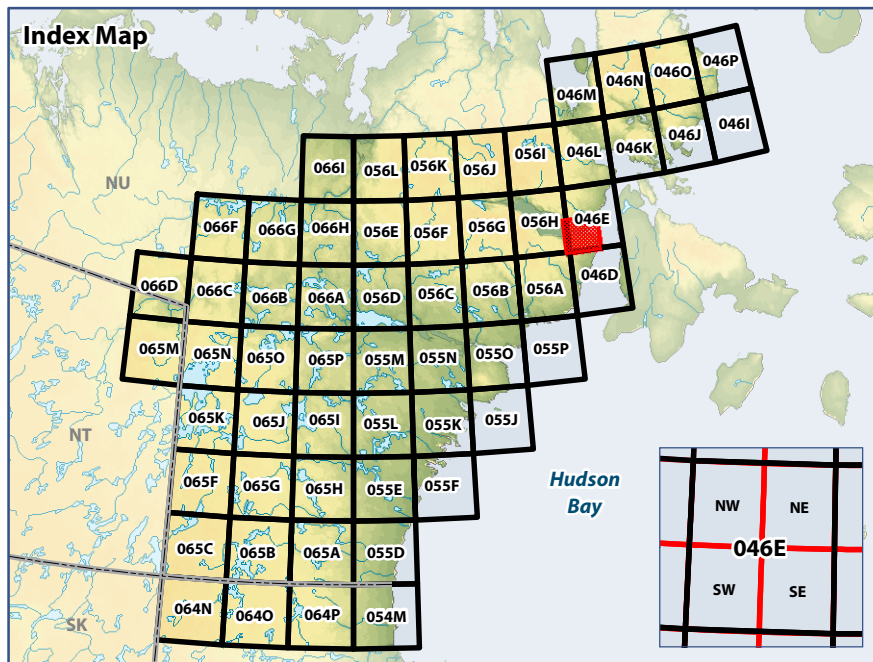 Index Map
046M
046N
046O
046P
066I
056L
056K
056J
056I
046L
046K
046J
046I
NU
066F
066G
066H
056E
056F
056G
056H
046E
066D
066C
066B
066A
056D
056C
056B
056A
046D
065M
065N
065O
065P
055M
055N
055O
055P
NT
065K
065J
065I
055L
055K
055J
065F
065G
065H
055E
055F
Hudson
Bay
065C
065B
065A
055D
SK
064N
064O
064P
054M
NW
NE
046E
SW
SE